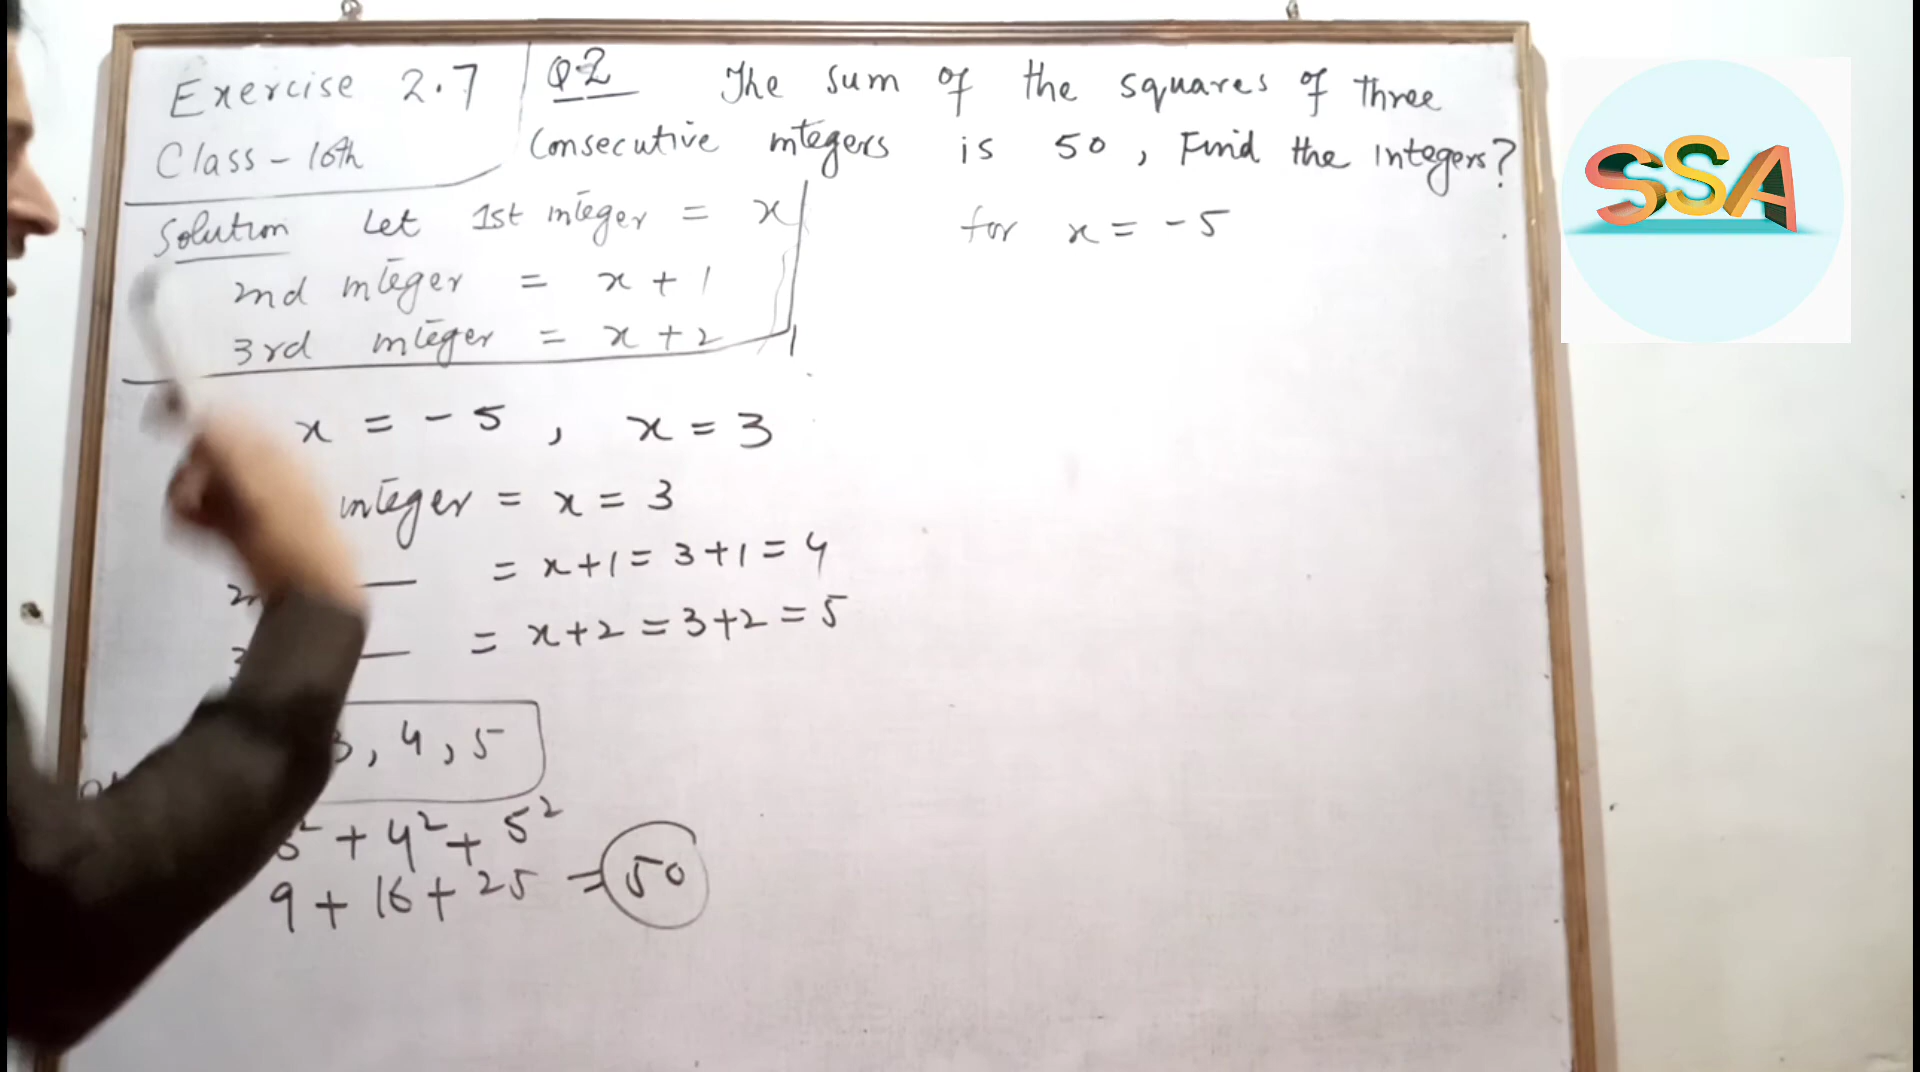 Exercise 2.7
Class - 10th
Q2 The sum of the squares of three
consecutive integers is 50, Find the integers?
Solution Let 1st integer = x
2nd integer = x + 1
3rd integer = x + 2
x = -5, x = 3
integer = x = 3
= x+1 = 3+1 = 4
= x+2 = 3+2 = 5
3, 4, 5
3² + 4² + 5²
9 + 16 + 25 = 50
for x = -5
SSA